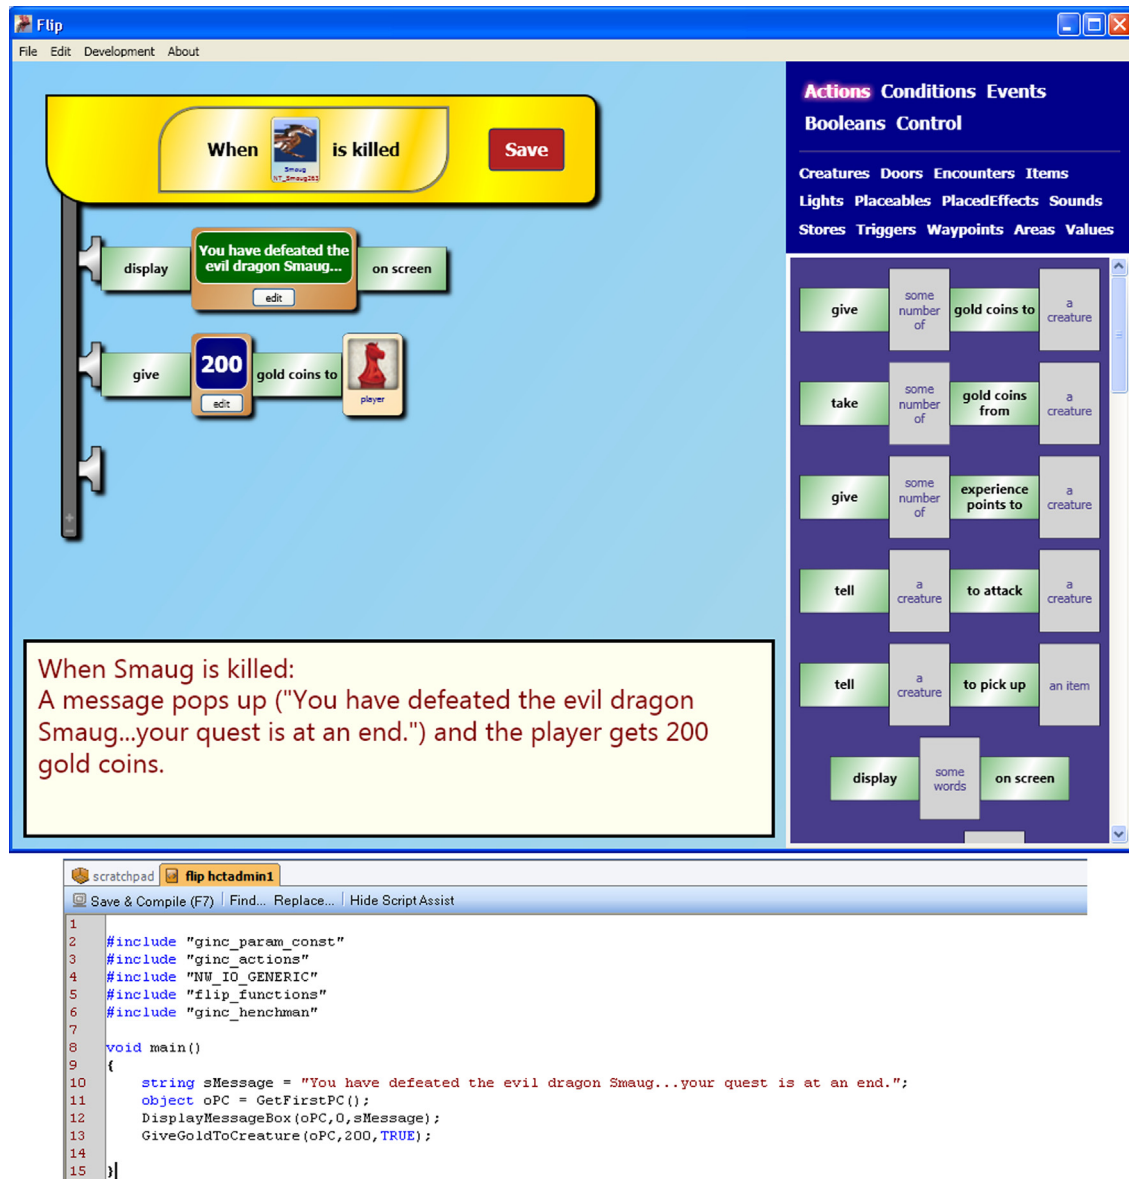 Flip
File Edit Development About
When Smaug NT_Smaug263 is killed Save
display You have defeated the evil dragon Smaug... on screen
edit
give 200 gold coins to player
edit
When Smaug is killed:
A message pops up ("You have defeated the evil dragon
Smaug...your quest is at an end.") and the player gets 200
gold coins.
Actions Conditions Events
Booleans Control
Creatures Doors Encounters Items
Lights Placeables PlacedEffects Sounds
Stores Triggers Waypoints Areas Values
give some number of gold coins to a creature
take some number of gold coins from a creature
give some number of experience points to a creature
tell a creature to attack a creature
tell a creature to pick up an item
display some words on screen
scratchpad flip hctadmin1
Save & Compile (F7) Find... Replace... Hide Script Assist
1
2 #include "ginc_param_const"
3 #include "ginc_actions"
4 #include "NW_IO_GENERIC"
5 #include "flip_functions"
6 #include "ginc_henchman"
7
8 void main()
9 {
10 string sMessage = "You have defeated the evil dragon Smaug...your quest is at an end.";
11 object oPC = GetFirstPC();
12 DisplayMessageBox(oPC,0,sMessage);
13 GiveGoldToCreature(oPC,200,TRUE);
14
15 }